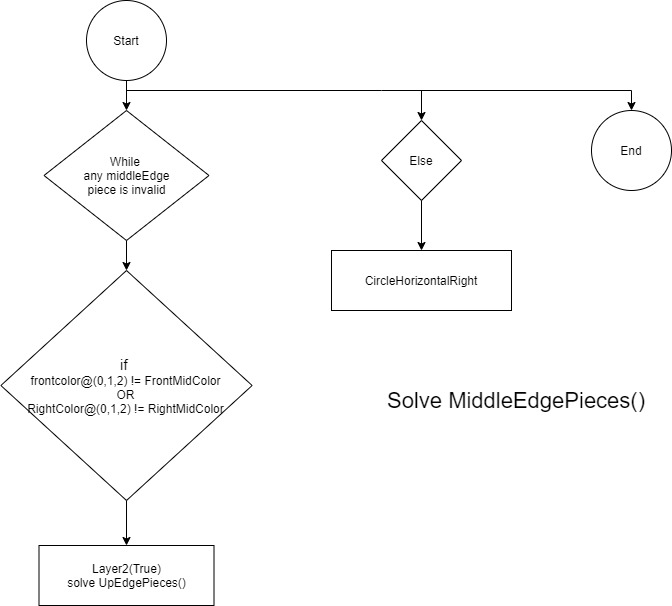 Start
While
any middleEdge
piece is invalid
Else
End
CircleHorizontalRight
if
frontcolor@(0,1,2) != FrontMidColor
OR
RightColor@(0,1,2) != RightMidColor
Solve MiddleEdgePieces()
Layer2(True)
solve UpEdgePieces()